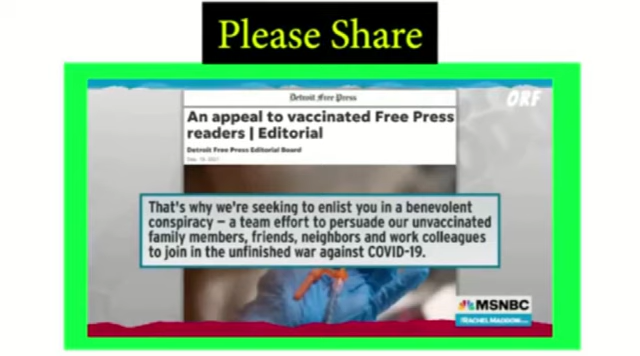 Please Share
ORF
Detroit Free Press
An appeal to vaccinated Free Press
readers | Editorial
Detroit Free Press Editorial Board
That's why we're seeking to enlist you in a benevolent
conspiracy – a team effort to persuade our unvaccinated
family members, friends, neighbors and work colleagues
to join in the unfinished war against COVID-19.
MSNBC
RACHEL MADDOW